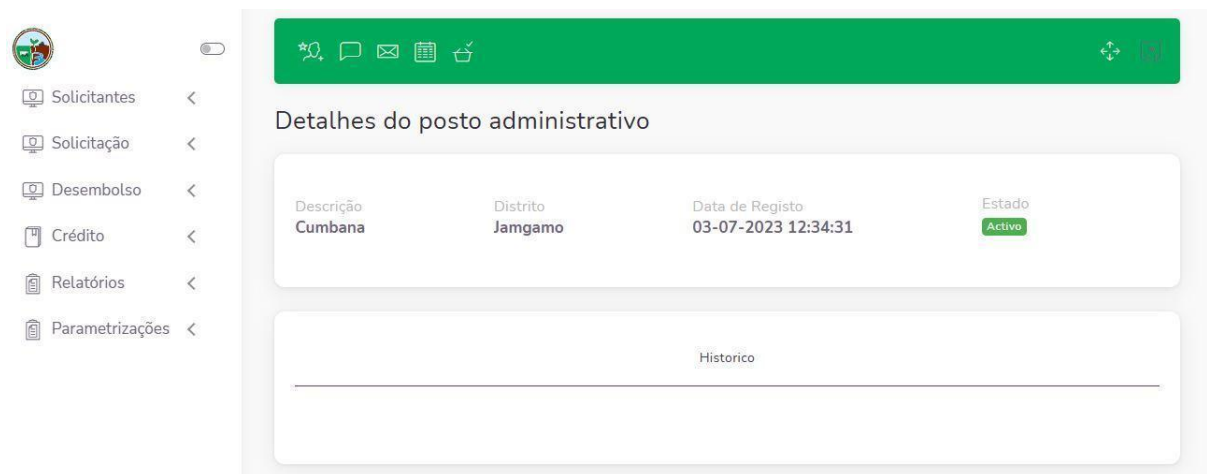 Solicitantes
Solicitação
Desembolso
Crédito
Relatórios
Parametrizações
Detalhes do posto administrativo
Descrição
Cumbana
Distrito
Jamgamo
Data de Registo
03-07-2023 12:34:31
Estado
Activo
Historico